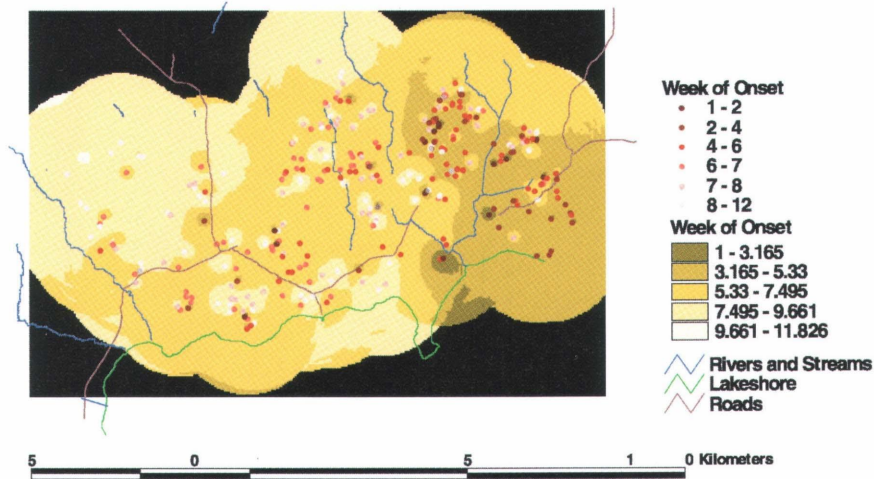 Week of Onset
1 - 2
2 - 4
4 - 6
6 - 7
7 - 8
8 - 12
Week of Onset
1 - 3.165
3.165 - 5.33
5.33 - 7.495
7.495 - 9.661
9.661 - 11.826
Rivers and Streams
Lakeshore
Roads
5 0 5 1 0 Kilometers